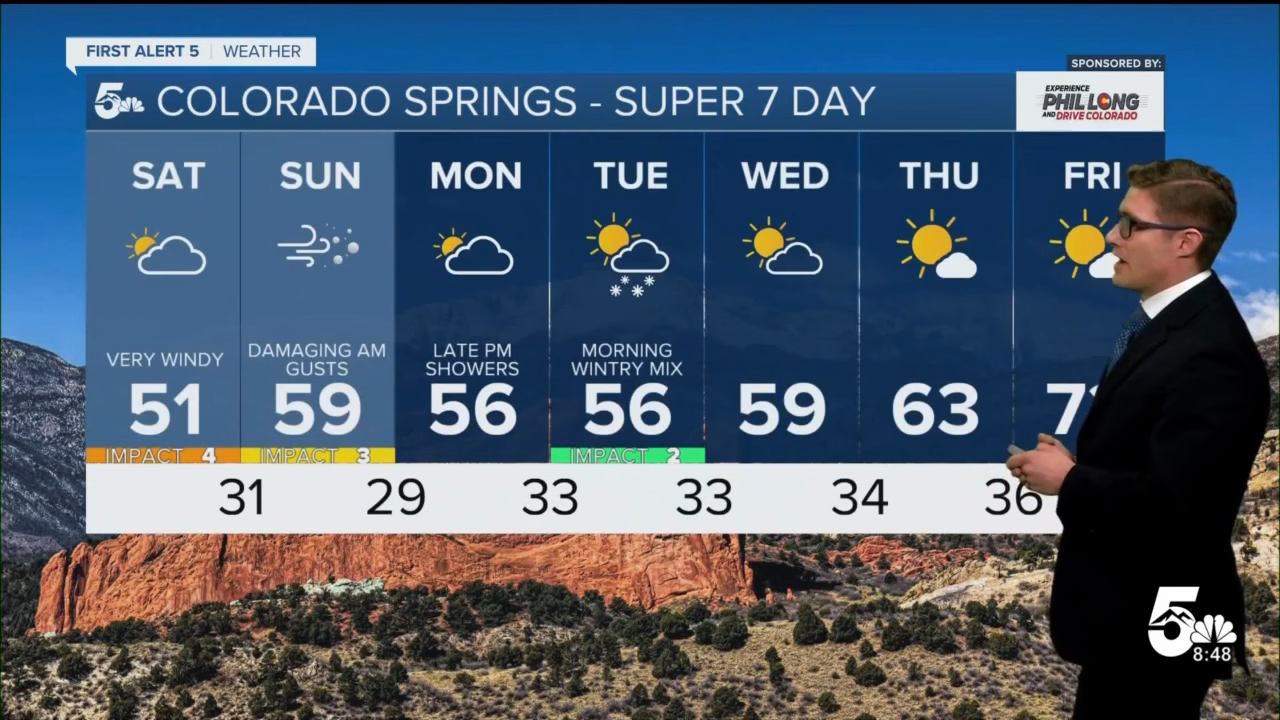 FIRST ALERT 5 | WEATHER
SPONSORED BY:
5 COLORADO SPRINGS - SUPER 7 DAY
EXPERIENCE
PHIL LONG
AND DRIVE COLORADO
SAT SUN MON TUE WED THU FRI
VERY WINDY
DAMAGING AM
GUSTS
LATE PM
SHOWERS
MORNING
WINTRY MIX
51 59 56 56 59 63
IMPACT 4 IMPACT 3 IMPACT 2
31 29 33 33 34 36
5
8:48